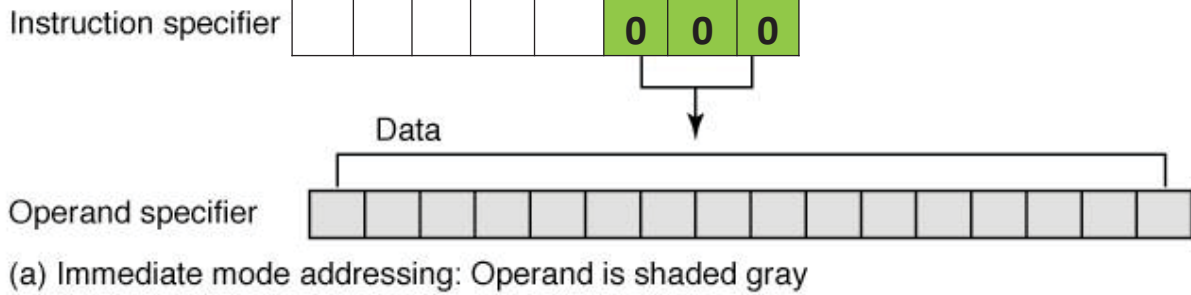 Instruction specifier 0 0 0
Data
Operand specifier
(a) Immediate mode addressing: Operand is shaded gray